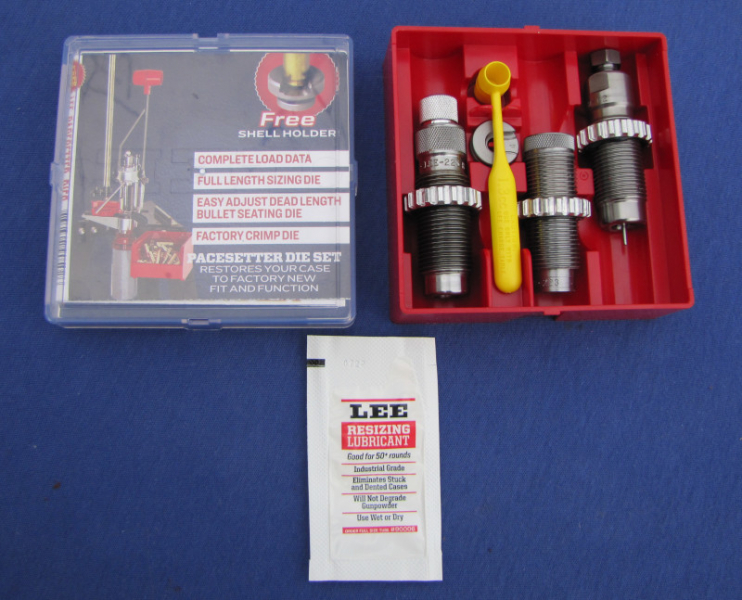 Free
SHELL HOLDER
COMPLETE LOAD DATA
FULL LENGTH SIZING DIE
EASY ADJUST DEAD LENGTH
BULLET SEATING DIE
FACTORY CRIMP DIE
PACESETTER DIE SET
RESTORES YOUR CASE
TO FACTORY NEW
FIT AND FUNCTION
LEE
RESIZING
LUBRICANT
Good for 50+ rounds
Industrial Grade
Eliminates Stuck
and Dented Cases
Will Not Degrade
Gunpowder
Use Wet or Dry